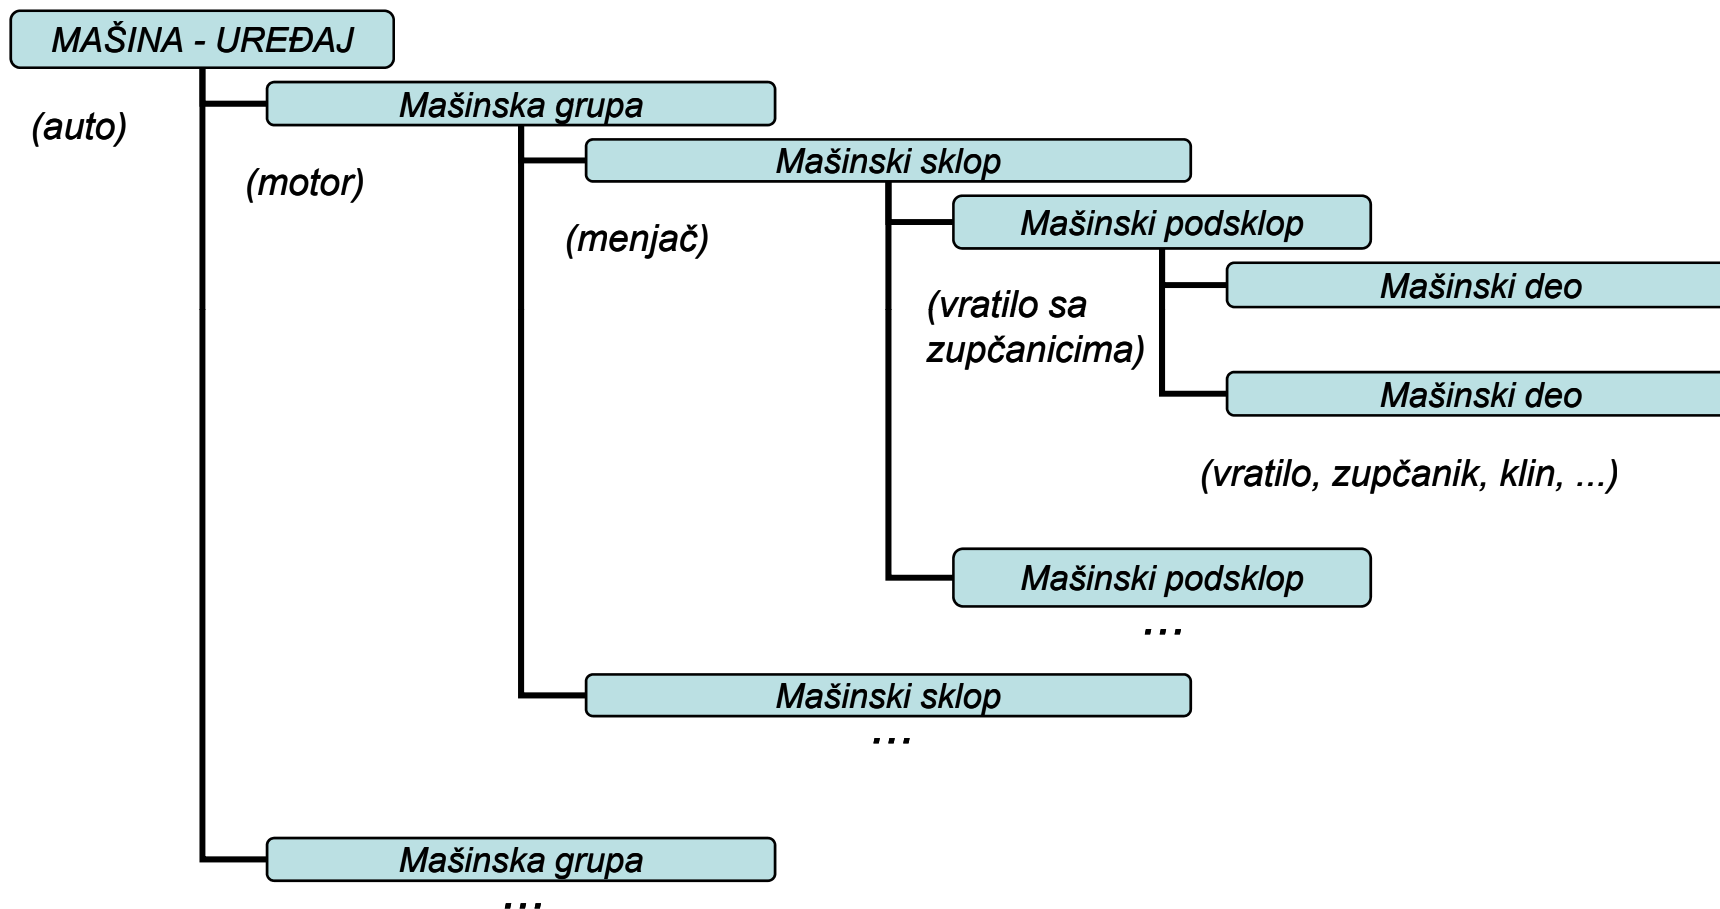 MAŠINA - UREĐAJ
Mašinska grupa
(auto)
Mašinski sklop
(motor)
Mašinski podsklop
(menjač)
Mašinski deo
(vratilo sa
zupčanicima)
Mašinski deo
(vratilo, zupčanik, klin, ...)
Mašinski podsklop
...
Mašinski sklop
...
Mašinska grupa
...